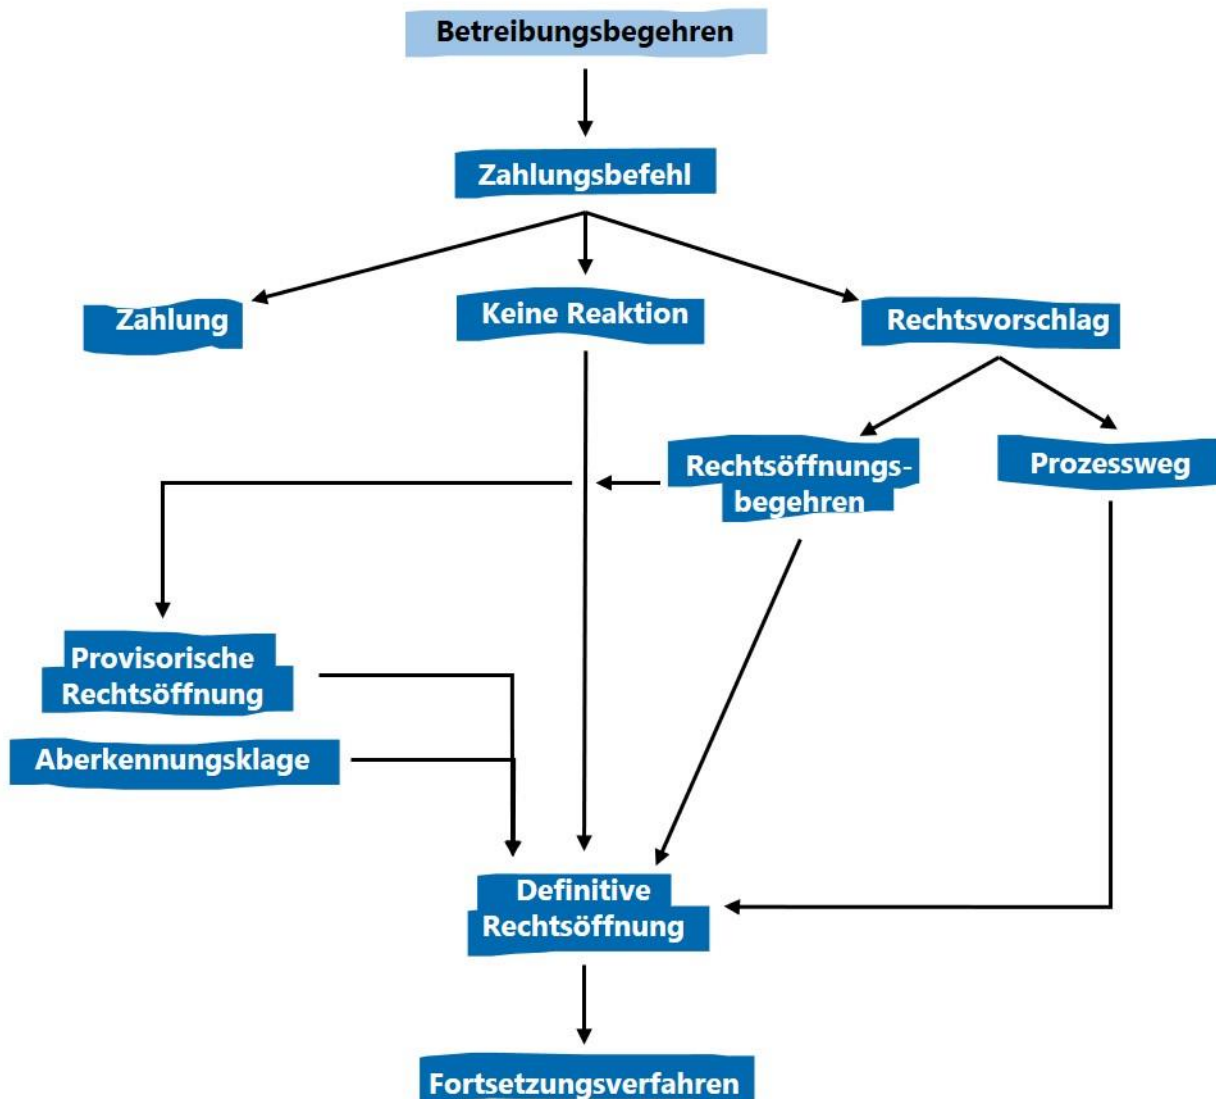 Betreibungsbegehren
Zahlungsbefehl
Zahlung
Keine Reaktion
Rechtsvorschlag
Rechtsöffnungs-
begehren
Prozessweg
Provisorische
Rechtsöffnung
Aberkennungsklage
Definitive
Rechtsöffnung
Fortsetzungsverfahren